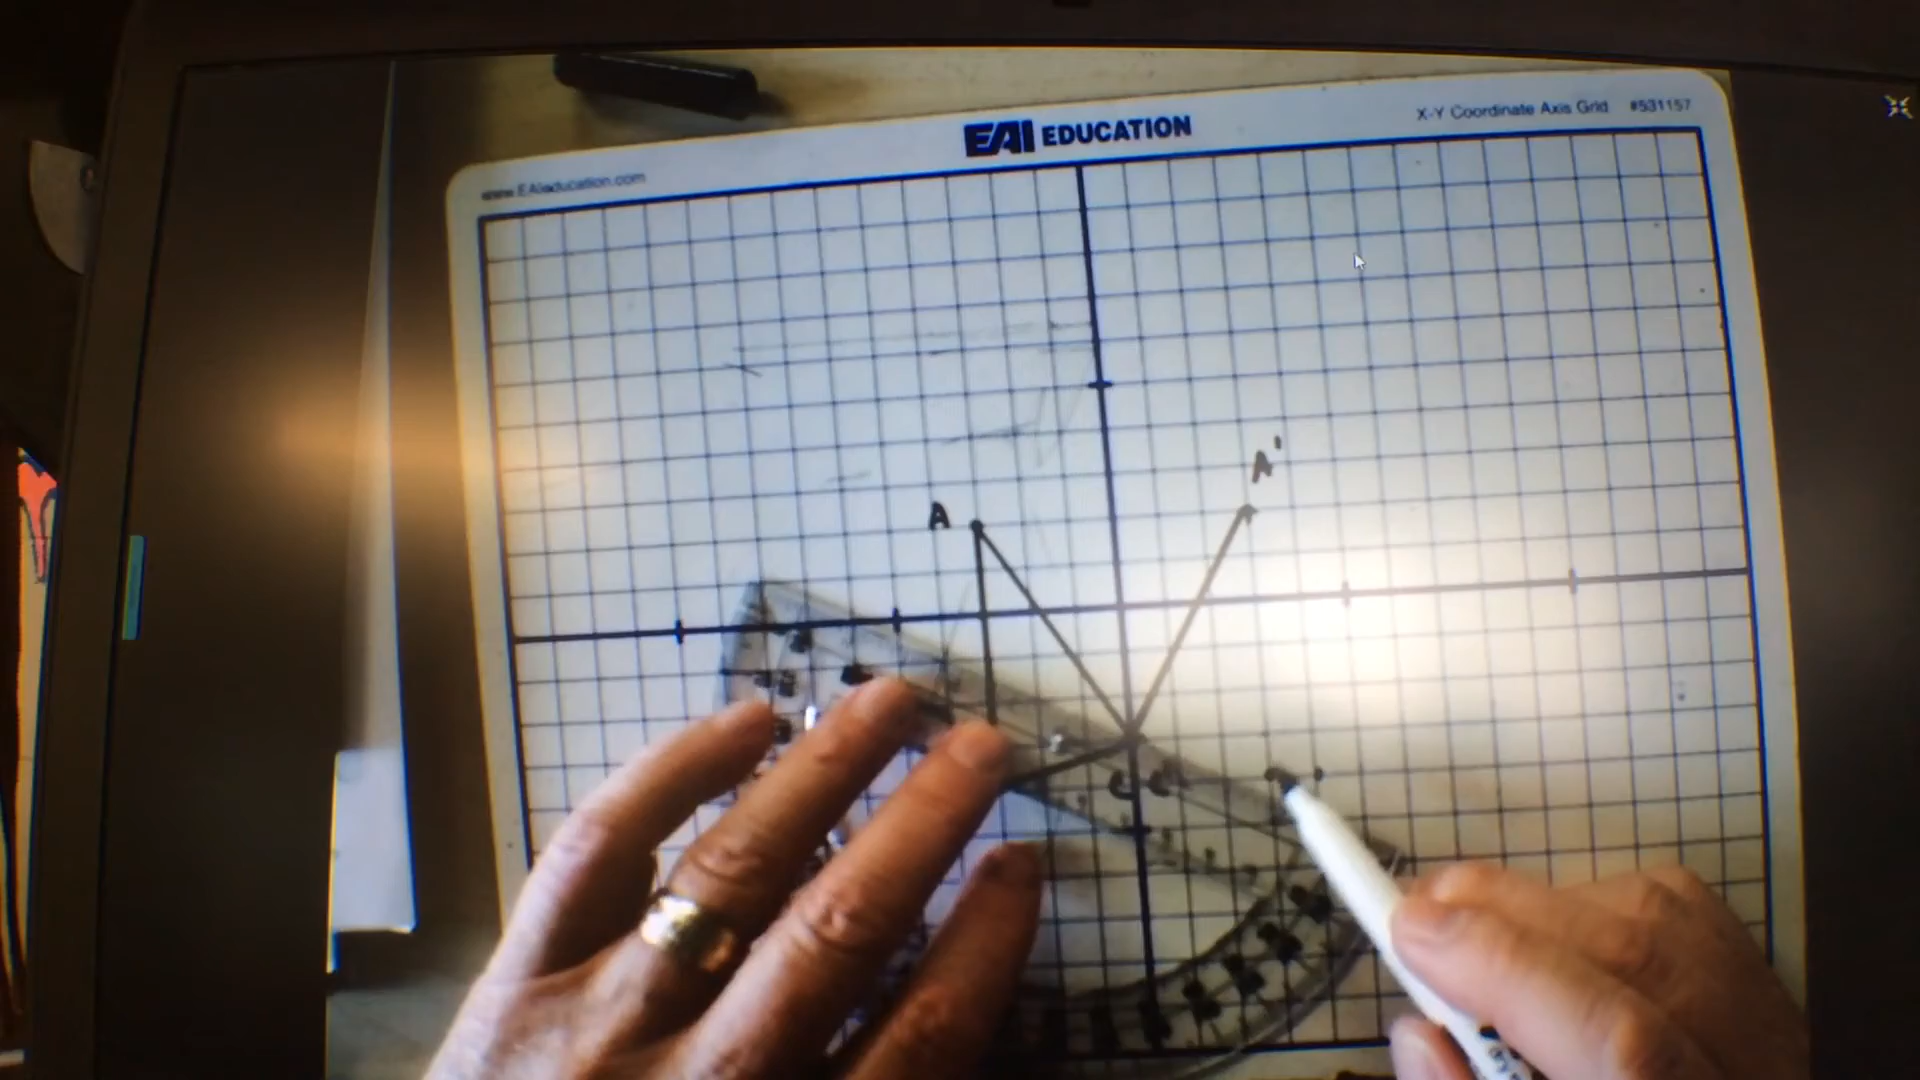 EAI EDUCATION
X-Y Coordinate Axis Grid #531157
www.EAIeducation.com
A'
A
C